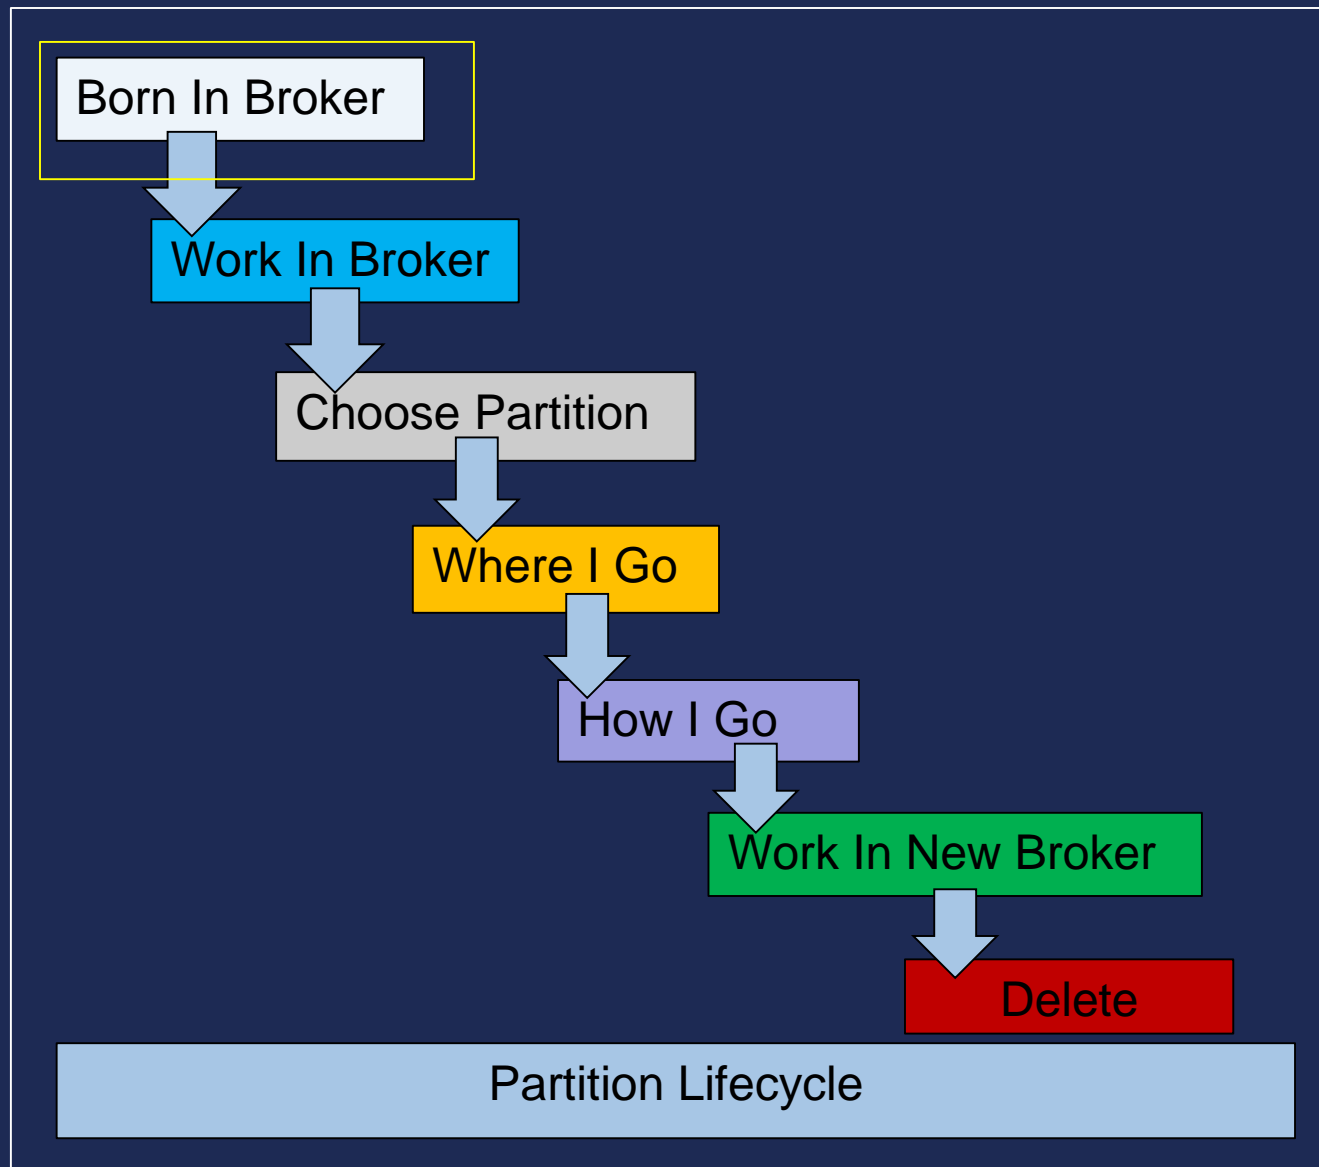 Born In Broker
Work In Broker
Choose Partition
Where I Go
How I Go
Work In New Broker
Delete
Partition Lifecycle